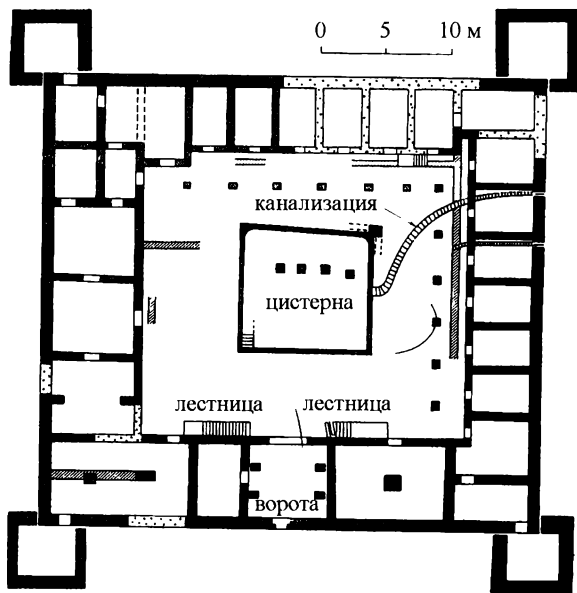 0 5 10 м
канализация
цистерна
лестница лестница
ворота